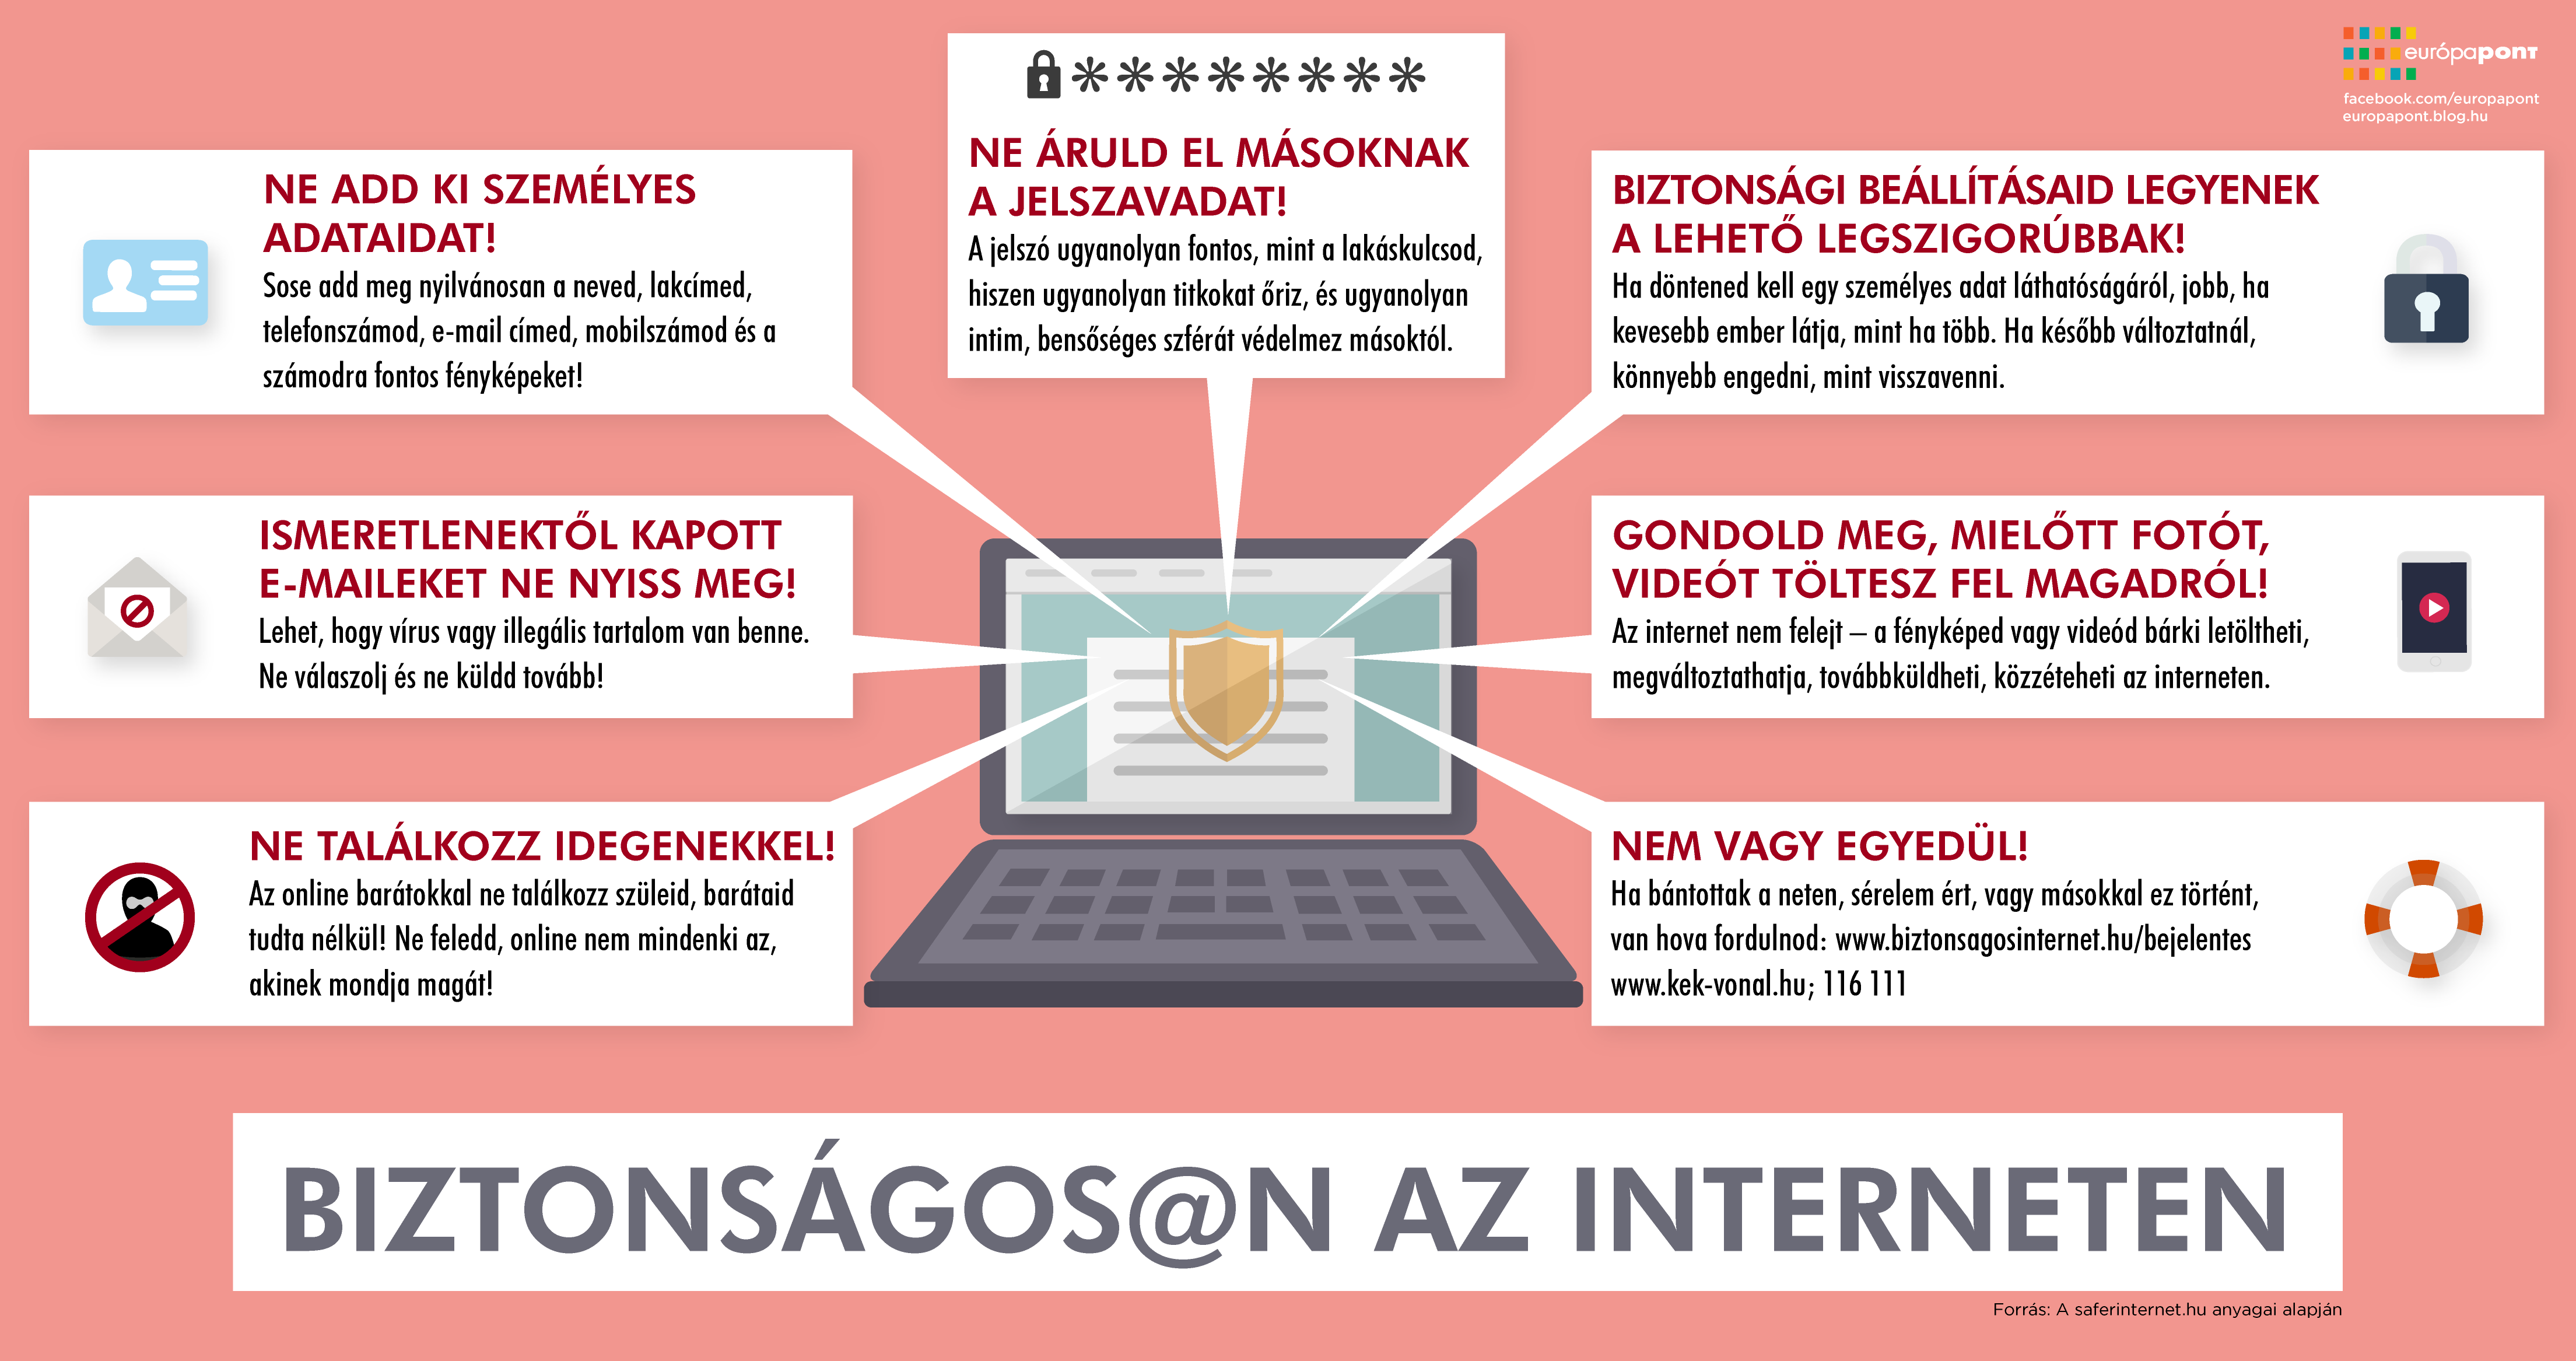 európapont
facebook.com/europapont
europapont.blog.hu
********
NE ÁRULD EL MÁSOKNAK
A JELSZAVADAT!
A jelszó ugyanolyan fontos, mint a lakáskulcsod,
hiszen ugyanolyan titkokat őriz, és ugyanolyan
intim, bensőséges szférát védelmez másoktól.
NE ADD KI SZEMÉLYES
ADATAIDAT!
Sose add meg nyilvánosan a neved, lakcímed,
telefonszámod, e-mail címed, mobilszámod és a
számodra fontos fényképeket!
BIZTONSÁGI BEÁLLÍTÁSAID LEGYENEK
A LEHETŐ LEGSZIGORÚBBAK!
Ha döntened kell egy személyes adat láthatóságáról, jobb, ha
kevesebb ember látja, mint ha több. Ha később változtatnál,
könnyebb engedni, mint visszavenni.
ISMERETLENEKTŐL KAPOTT
E-MAILEKET NE NYISS MEG!
Lehet, hogy vírus vagy illegális tartalom van benne.
Ne válaszolj és ne küldd tovább!
GONDOLD MEG, MIELŐTT FOTÓT,
VIDEÓT TÖLTESZ FEL MAGADRÓL!
Az internet nem felejt – a fényképed vagy videód bárki letöltheti,
megváltoztathatja, továbbküldheti, közzéteheti az interneten.
NE TALÁLKOZZ IDEGENEKKEL!
Az online barátokkal ne találkozz szüleid, barátaid
tudta nélkül! Ne feledd, online nem mindenki az,
akinek mondja magát!
NEM VAGY EGYEDÜL!
Ha bántottak a neten, sérelem ért, vagy másokkal ez történt,
van hova fordulnod: www.biztonsagosinternet.hu/bejelentes
www.kek-vonal.hu; 116 111
BIZTONSÁGOS@N AZ INTERNETEN
Forrás: A saferinternet.hu anyagai alapján